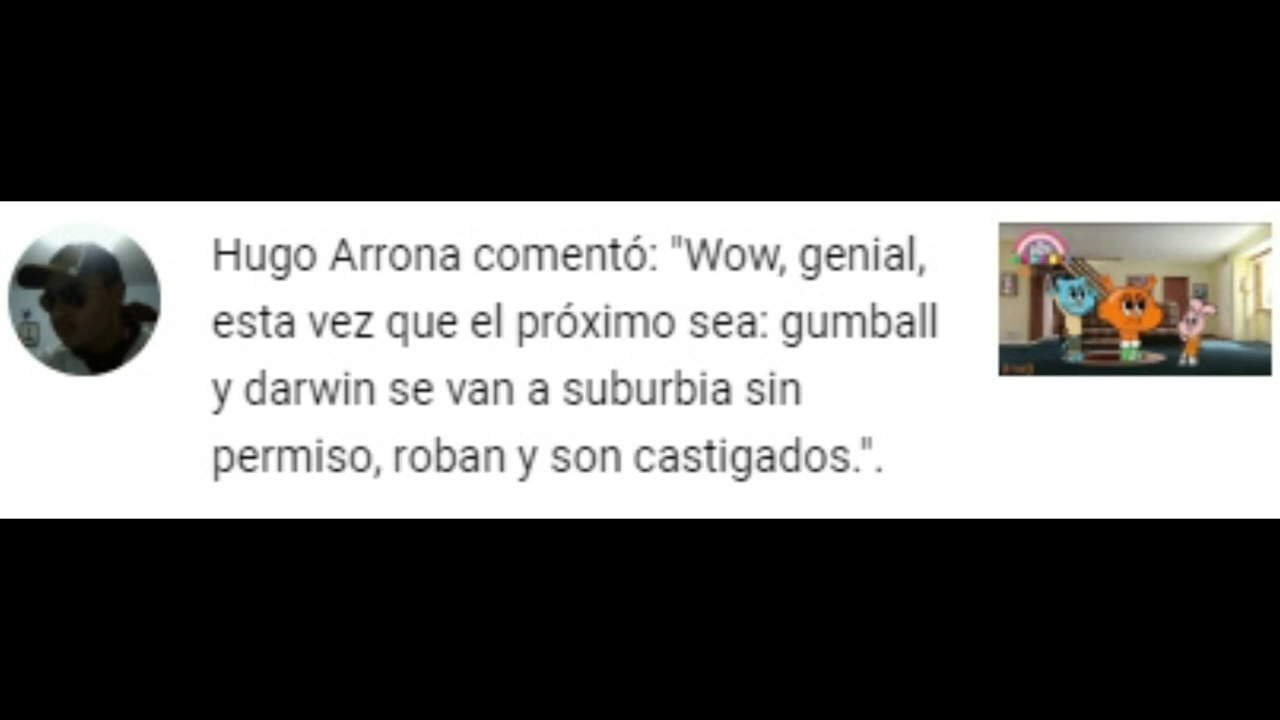 Hugo Arrona comentó: "Wow, genial,
esta vez que el próximo sea: gumball
y darwin se van a suburbia sin
permiso, roban y son castigados.".